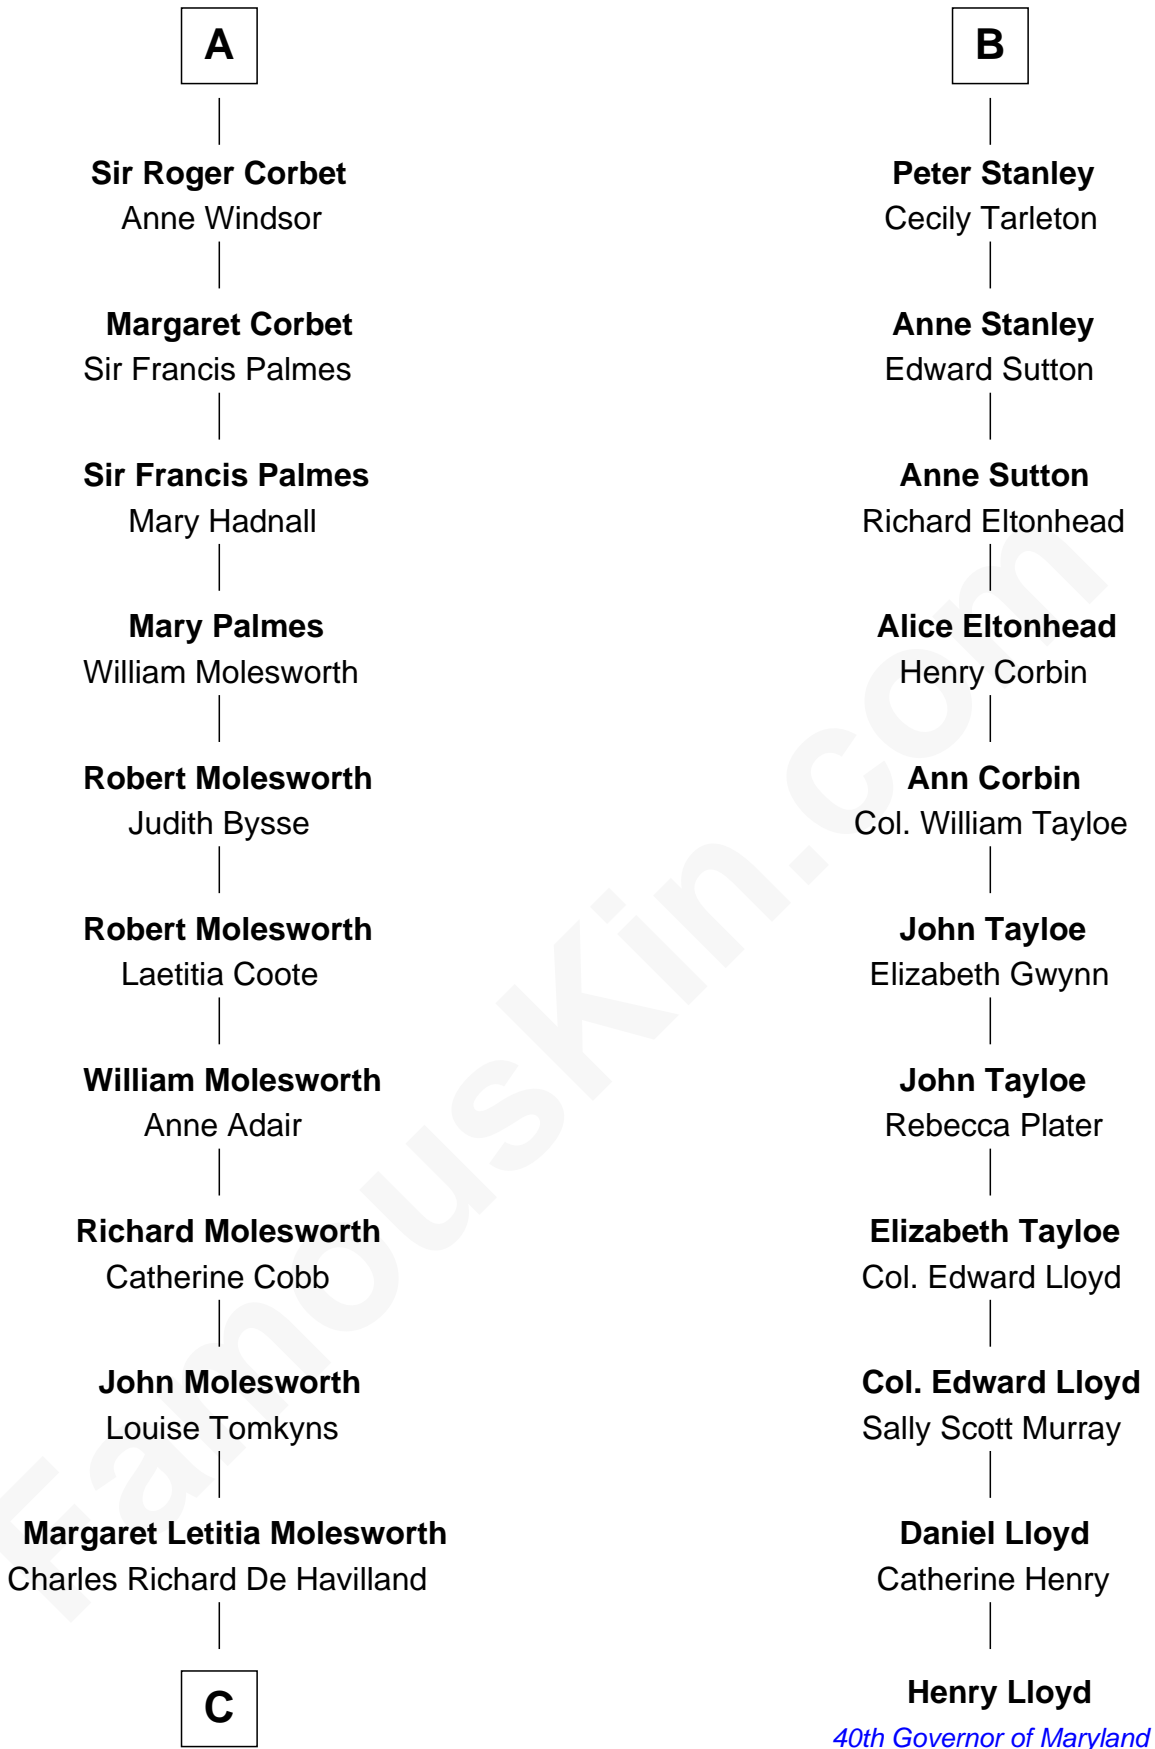 A
Sir Roger Corbet
Anne Windsor
Margaret Corbet
Sir Francis Palmes
Sir Francis Palmes
Mary Hadnall
Mary Palmes
William Molesworth
Robert Molesworth
Judith Bysse
Robert Molesworth
Laetitia Coote
William Molesworth
Anne Adair
Richard Molesworth
Catherine Cobb
John Molesworth
Louise Tomkyns
Margaret Letitia Molesworth
Charles Richard De Havilland
C
B
Peter Stanley
Cecily Tarleton
Anne Stanley
Edward Sutton
Anne Sutton
Richard Eltonhead
Alice Eltonhead
Henry Corbin
Ann Corbin
Col. William Tayloe
John Tayloe
Elizabeth Gwynn
John Tayloe
Rebecca Plater
Elizabeth Tayloe
Col. Edward Lloyd
Col. Edward Lloyd
Sally Scott Murray
Daniel Lloyd
Catherine Henry
Henry Lloyd
40th Governor of Maryland
FamousKin.com